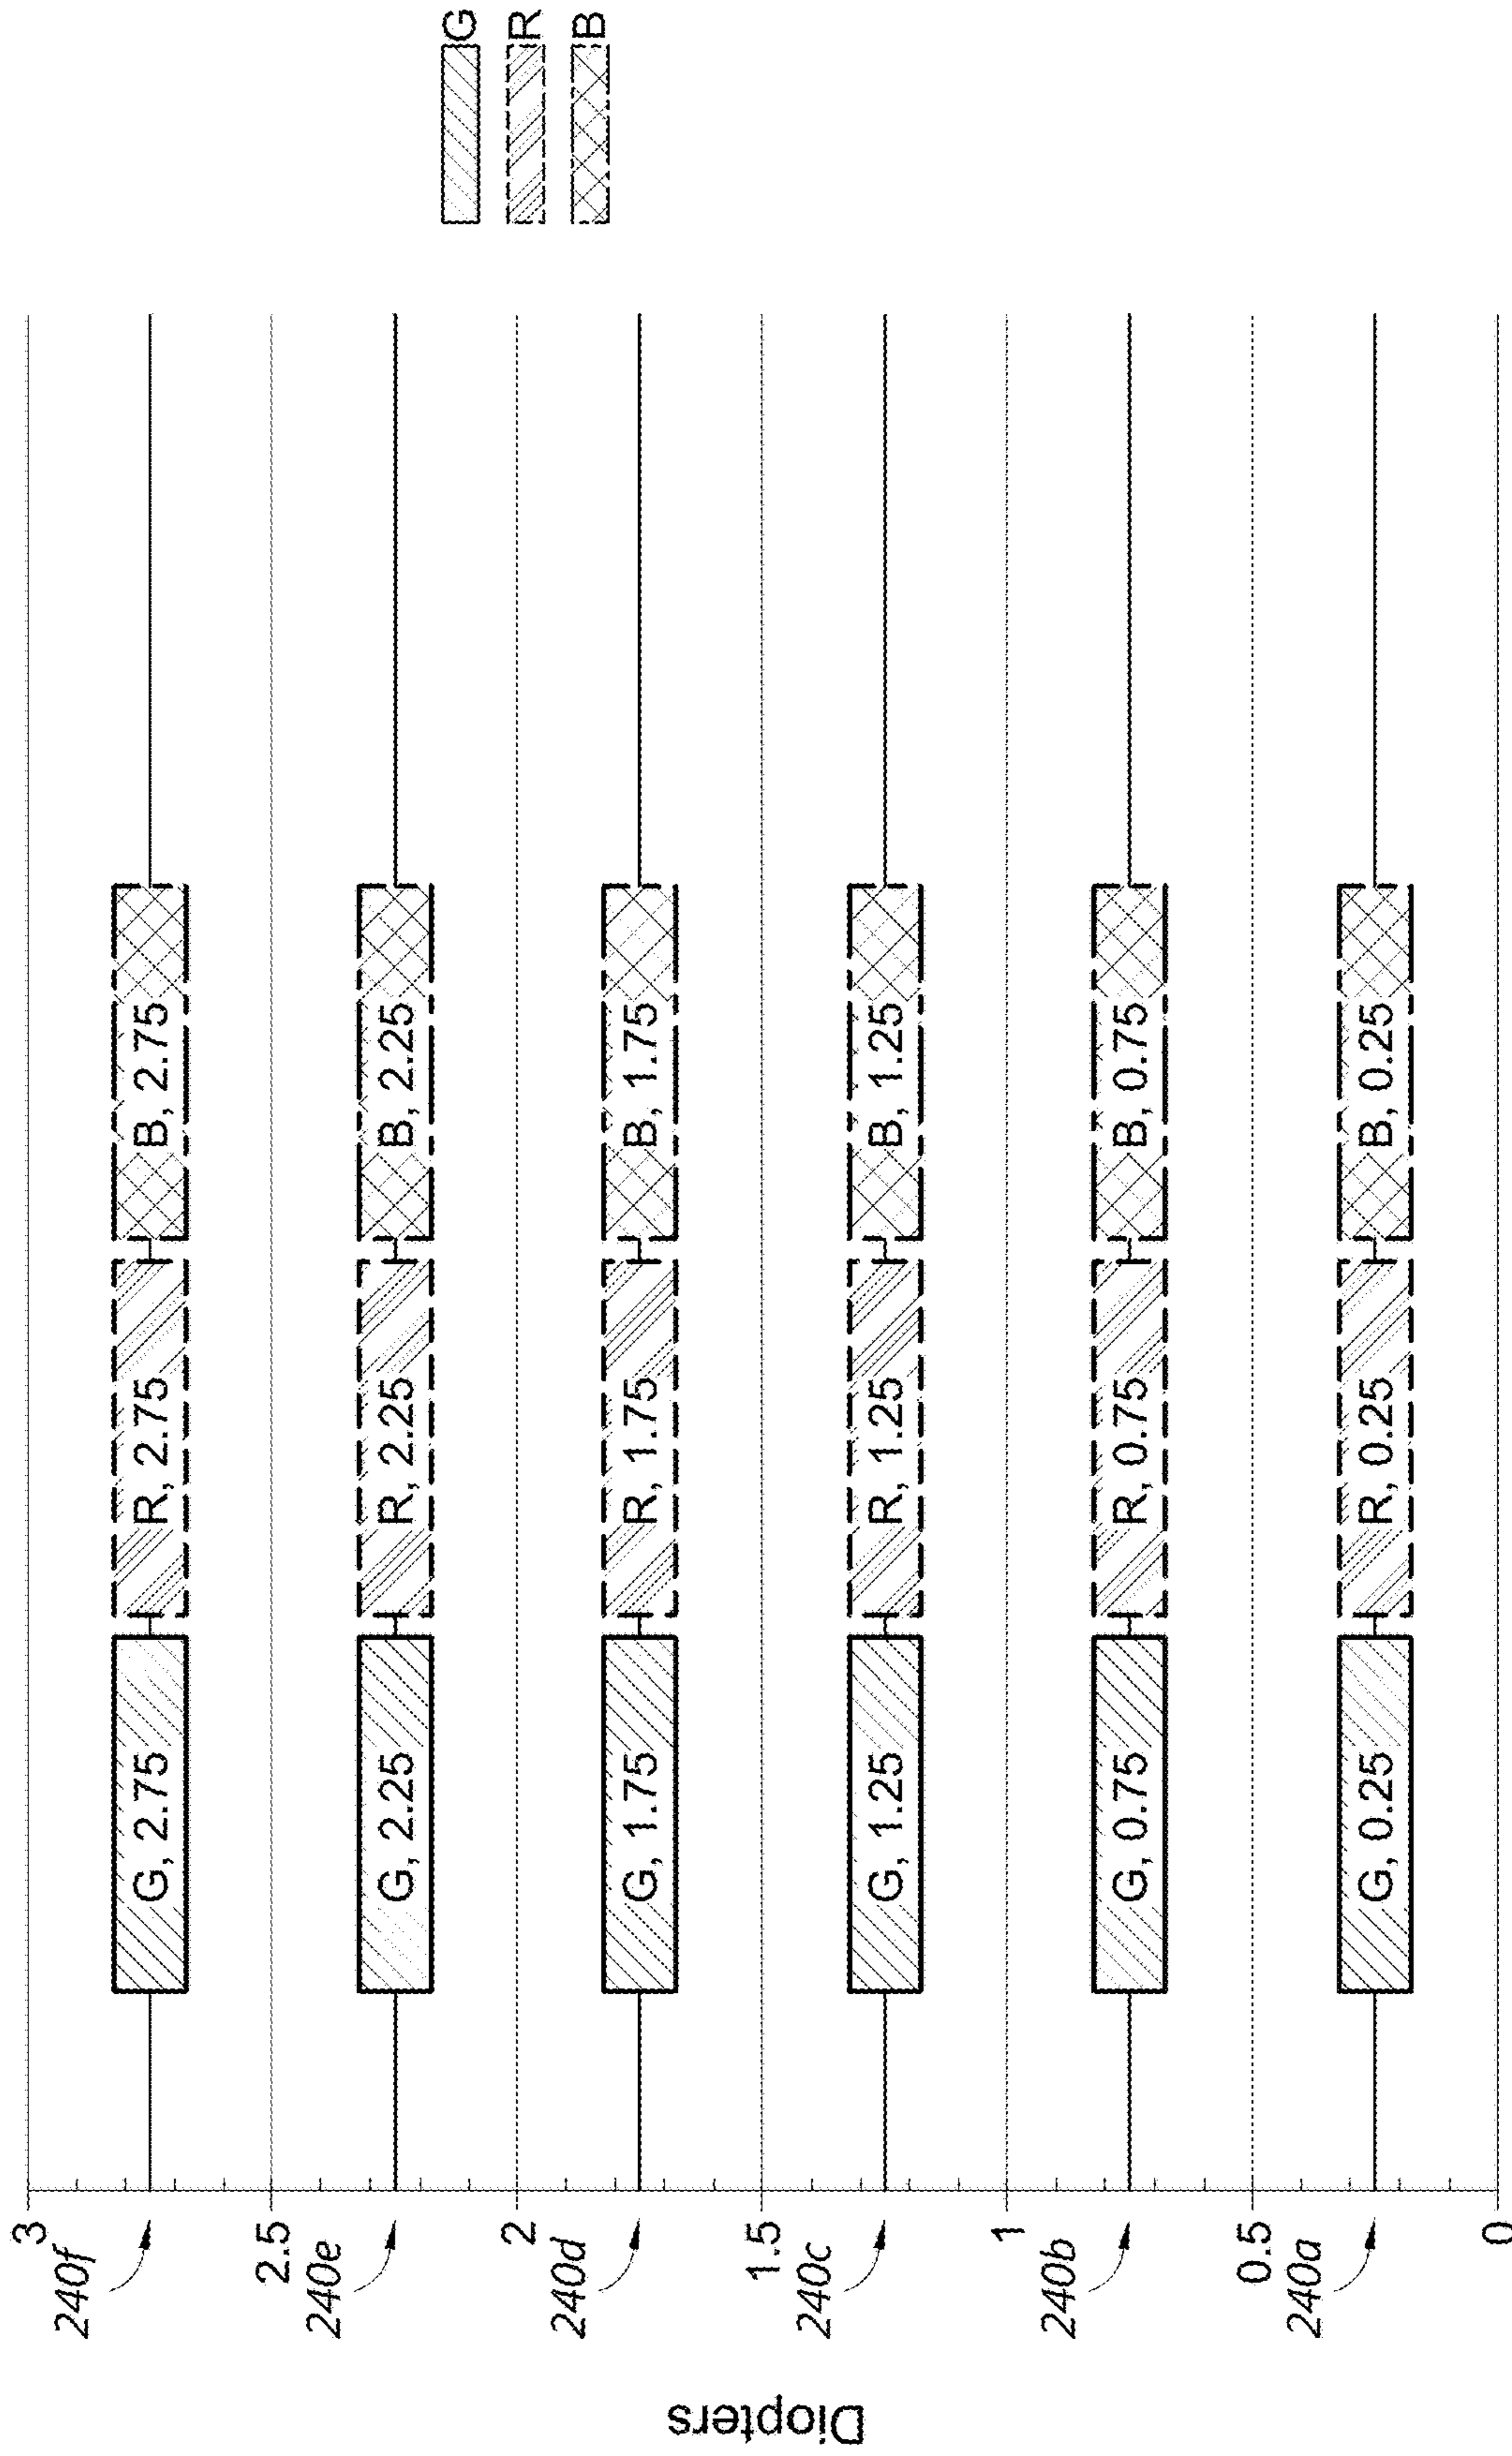 3
240f
G, 2.75
R, 2.75
B, 2.75
2.5
240e
G, 2.25
R, 2.25
B, 2.25
2
240d
G, 1.75
R, 1.75
B, 1.75
1.5
240c
G, 1.25
R, 1.25
B, 1.25
1
240b
G, 0.75
R, 0.75
B, 0.75
0.5
240a
G, 0.25
R, 0.25
B, 0.25
0
Diopters
G
R
B